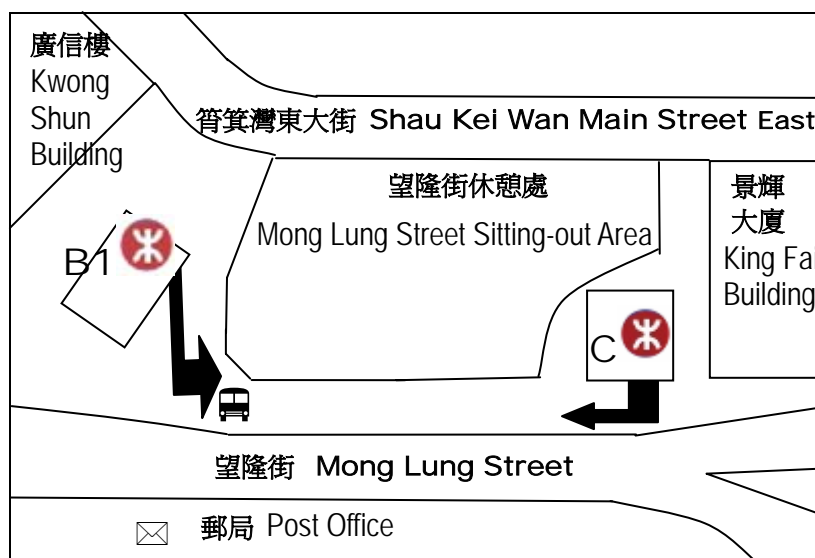 廣信樓
Kwong
Shun
Building
筲箕灣東大街 Shau Kei Wan Main Street East
望隆街休憩處
Mong Lung Street Sitting-out Area
景輝
大廈
King Fai
Building
B1
C
望隆街 Mong Lung Street
郵局 Post Office